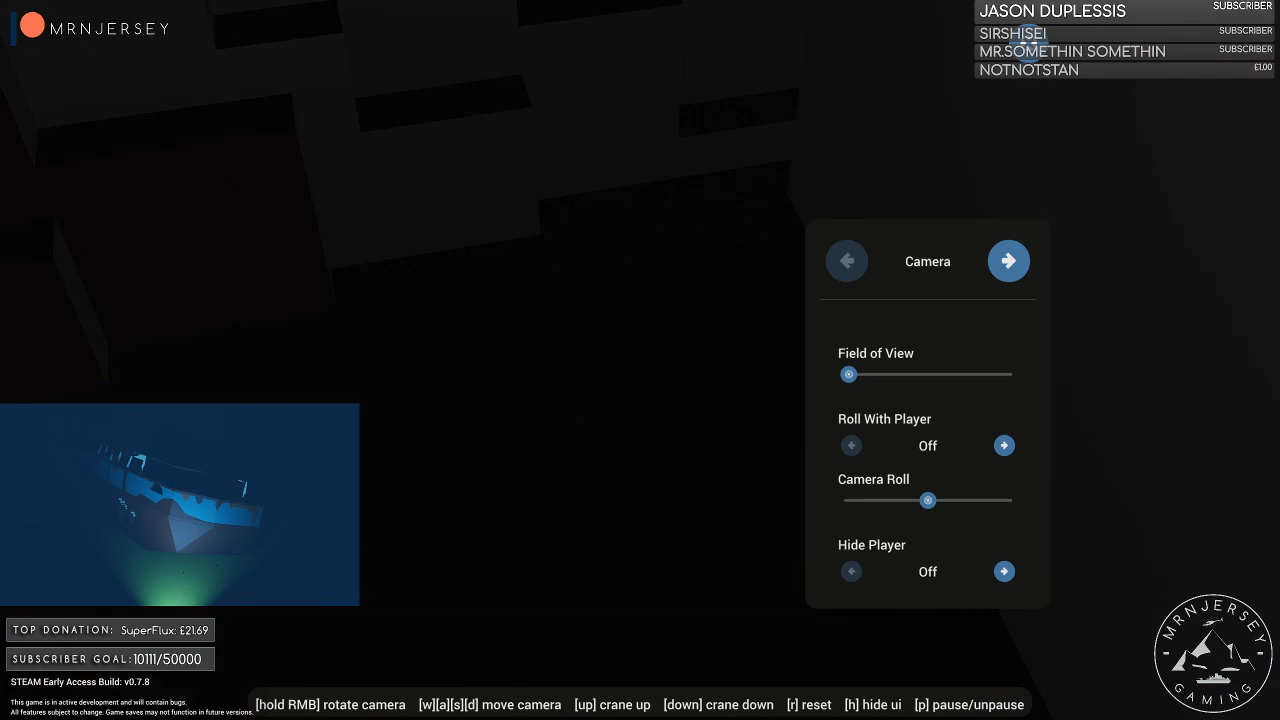 MRNJERSEY
JASON DUPLESSIS SUBSCRIBER
SIRSHISEI SUBSCRIBER
MR.SOMETHIN SOMETHIN SUBSCRIBER
NOTNOTSTAN £1.00
Camera
Field of View
Roll With Player
Off
Camera Roll
Hide Player
Off
TOP DONATION: SuperFlux: £21.69
SUBSCRIBER GOAL: 10111/50000
STEAM Early Access Build: v0.7.8
This game is in active development and will contain bugs.
All features subject to change. Game saves may not function in future versions.
[hold RMB] rotate camera [w][a][s][d] move camera [up] crane up [down] crane down [r] reset [h] hide ui [p] pause/unpause
MRNJERSEY
GAMING